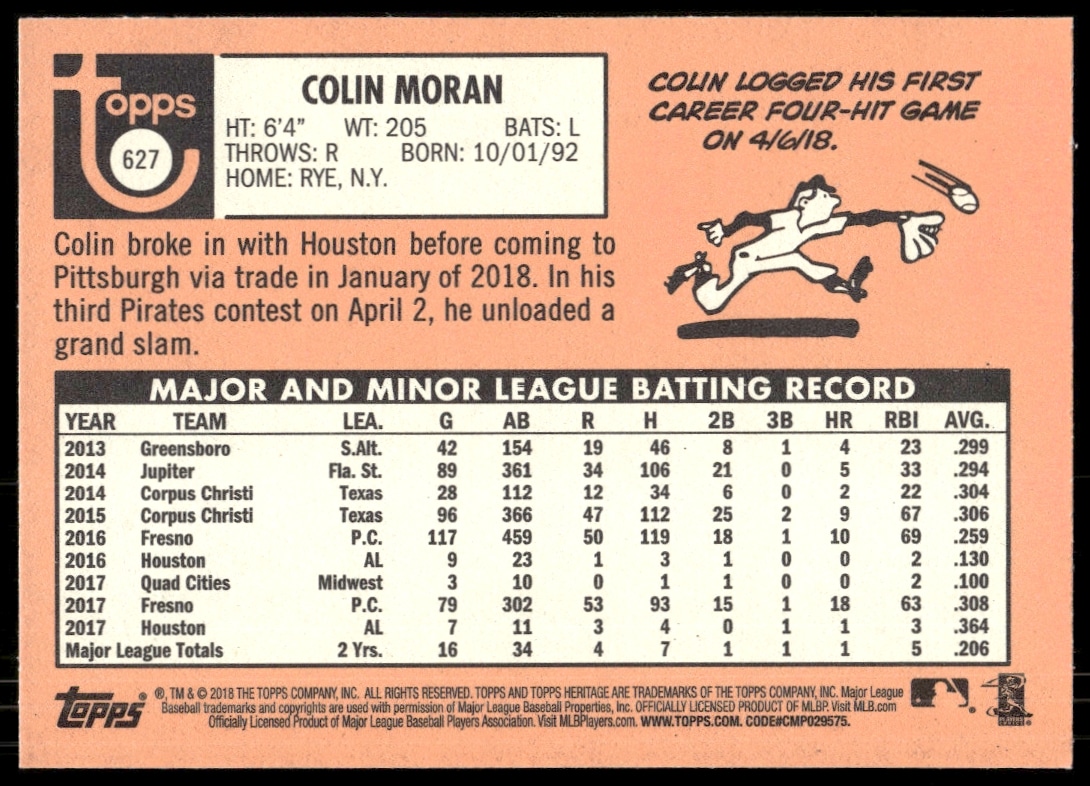 topps
627
COLIN MORAN
HT: 6'4" WT: 205 BATS: L
THROWS: R BORN: 10/01/92
HOME: RYE, N.Y.
COLIN LOGGED HIS FIRST
CAREER FOUR-HIT GAME
ON 4/6/18.
Colin broke in with Houston before coming to
Pittsburgh via trade in January of 2018. In his
third Pirates contest on April 2, he unloaded a
grand slam.
MAJOR AND MINOR LEAGUE BATTING RECORD
YEAR TEAM LEA. G AB R H 2B 3B HR RBI AVG.
2013 Greensboro S.Alt. 42 154 19 46 8 1 4 23 .299
2014 Jupiter Fla. St. 89 361 34 106 21 0 5 33 .294
2014 Corpus Christi Texas 28 112 12 34 6 0 2 22 .304
2015 Corpus Christi Texas 96 366 47 112 25 2 9 67 .306
2016 Fresno P.C. 117 459 50 119 18 1 10 69 .259
2016 Houston AL 9 23 1 3 1 0 0 2 .130
2017 Quad Cities Midwest 3 10 0 1 1 0 0 2 .100
2017 Fresno P.C. 79 302 53 93 15 1 18 63 .308
2017 Houston AL 7 11 3 4 0 1 1 3 .364
Major League Totals 2 Yrs. 16 34 4 7 1 1 1 5 .206
Topps ®, TM & © 2018 THE TOPPS COMPANY, INC. ALL RIGHTS RESERVED. TOPPS AND TOPPS HERITAGE ARE TRADEMARKS OF THE TOPPS COMPANY, INC. Major League
Baseball trademarks and copyrights are used with permission of Major League Baseball Properties, Inc. OFFICIALLY LICENSED PRODUCT OF MLBP. Visit MLB.com
Officially Licensed Product of Major League Baseball Players Association. Visit MLBPlayers.com. WWW.TOPPS.COM. CODE#CMP029575.